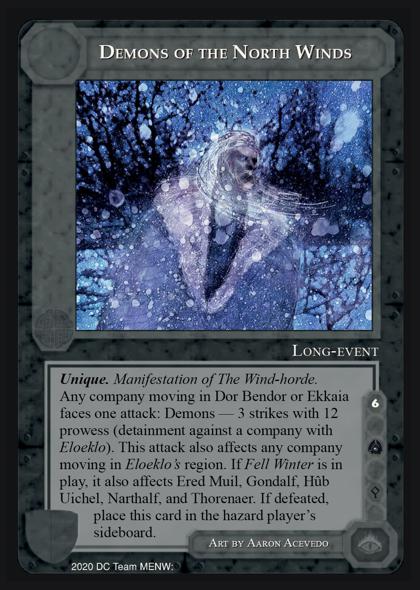 Demons of the North Winds
Long-event
Unique. Manifestation of The Wind-horde.
Any company moving in Dor Bendor or Ekkaia
faces one attack: Demons — 3 strikes with 12
prowess (detainment against a company with
Eloeklo). This attack also affects any company
moving in Eloeklo's region. If Fell Winter is in
play, it also affects Ered Muil, Gondalf, Hûb
Uichel, Narthalf, and Thorenaer. If defeated,
place this card in the hazard player's
sideboard.
6
Art by Aaron Acevedo
2020 DC Team MENW: